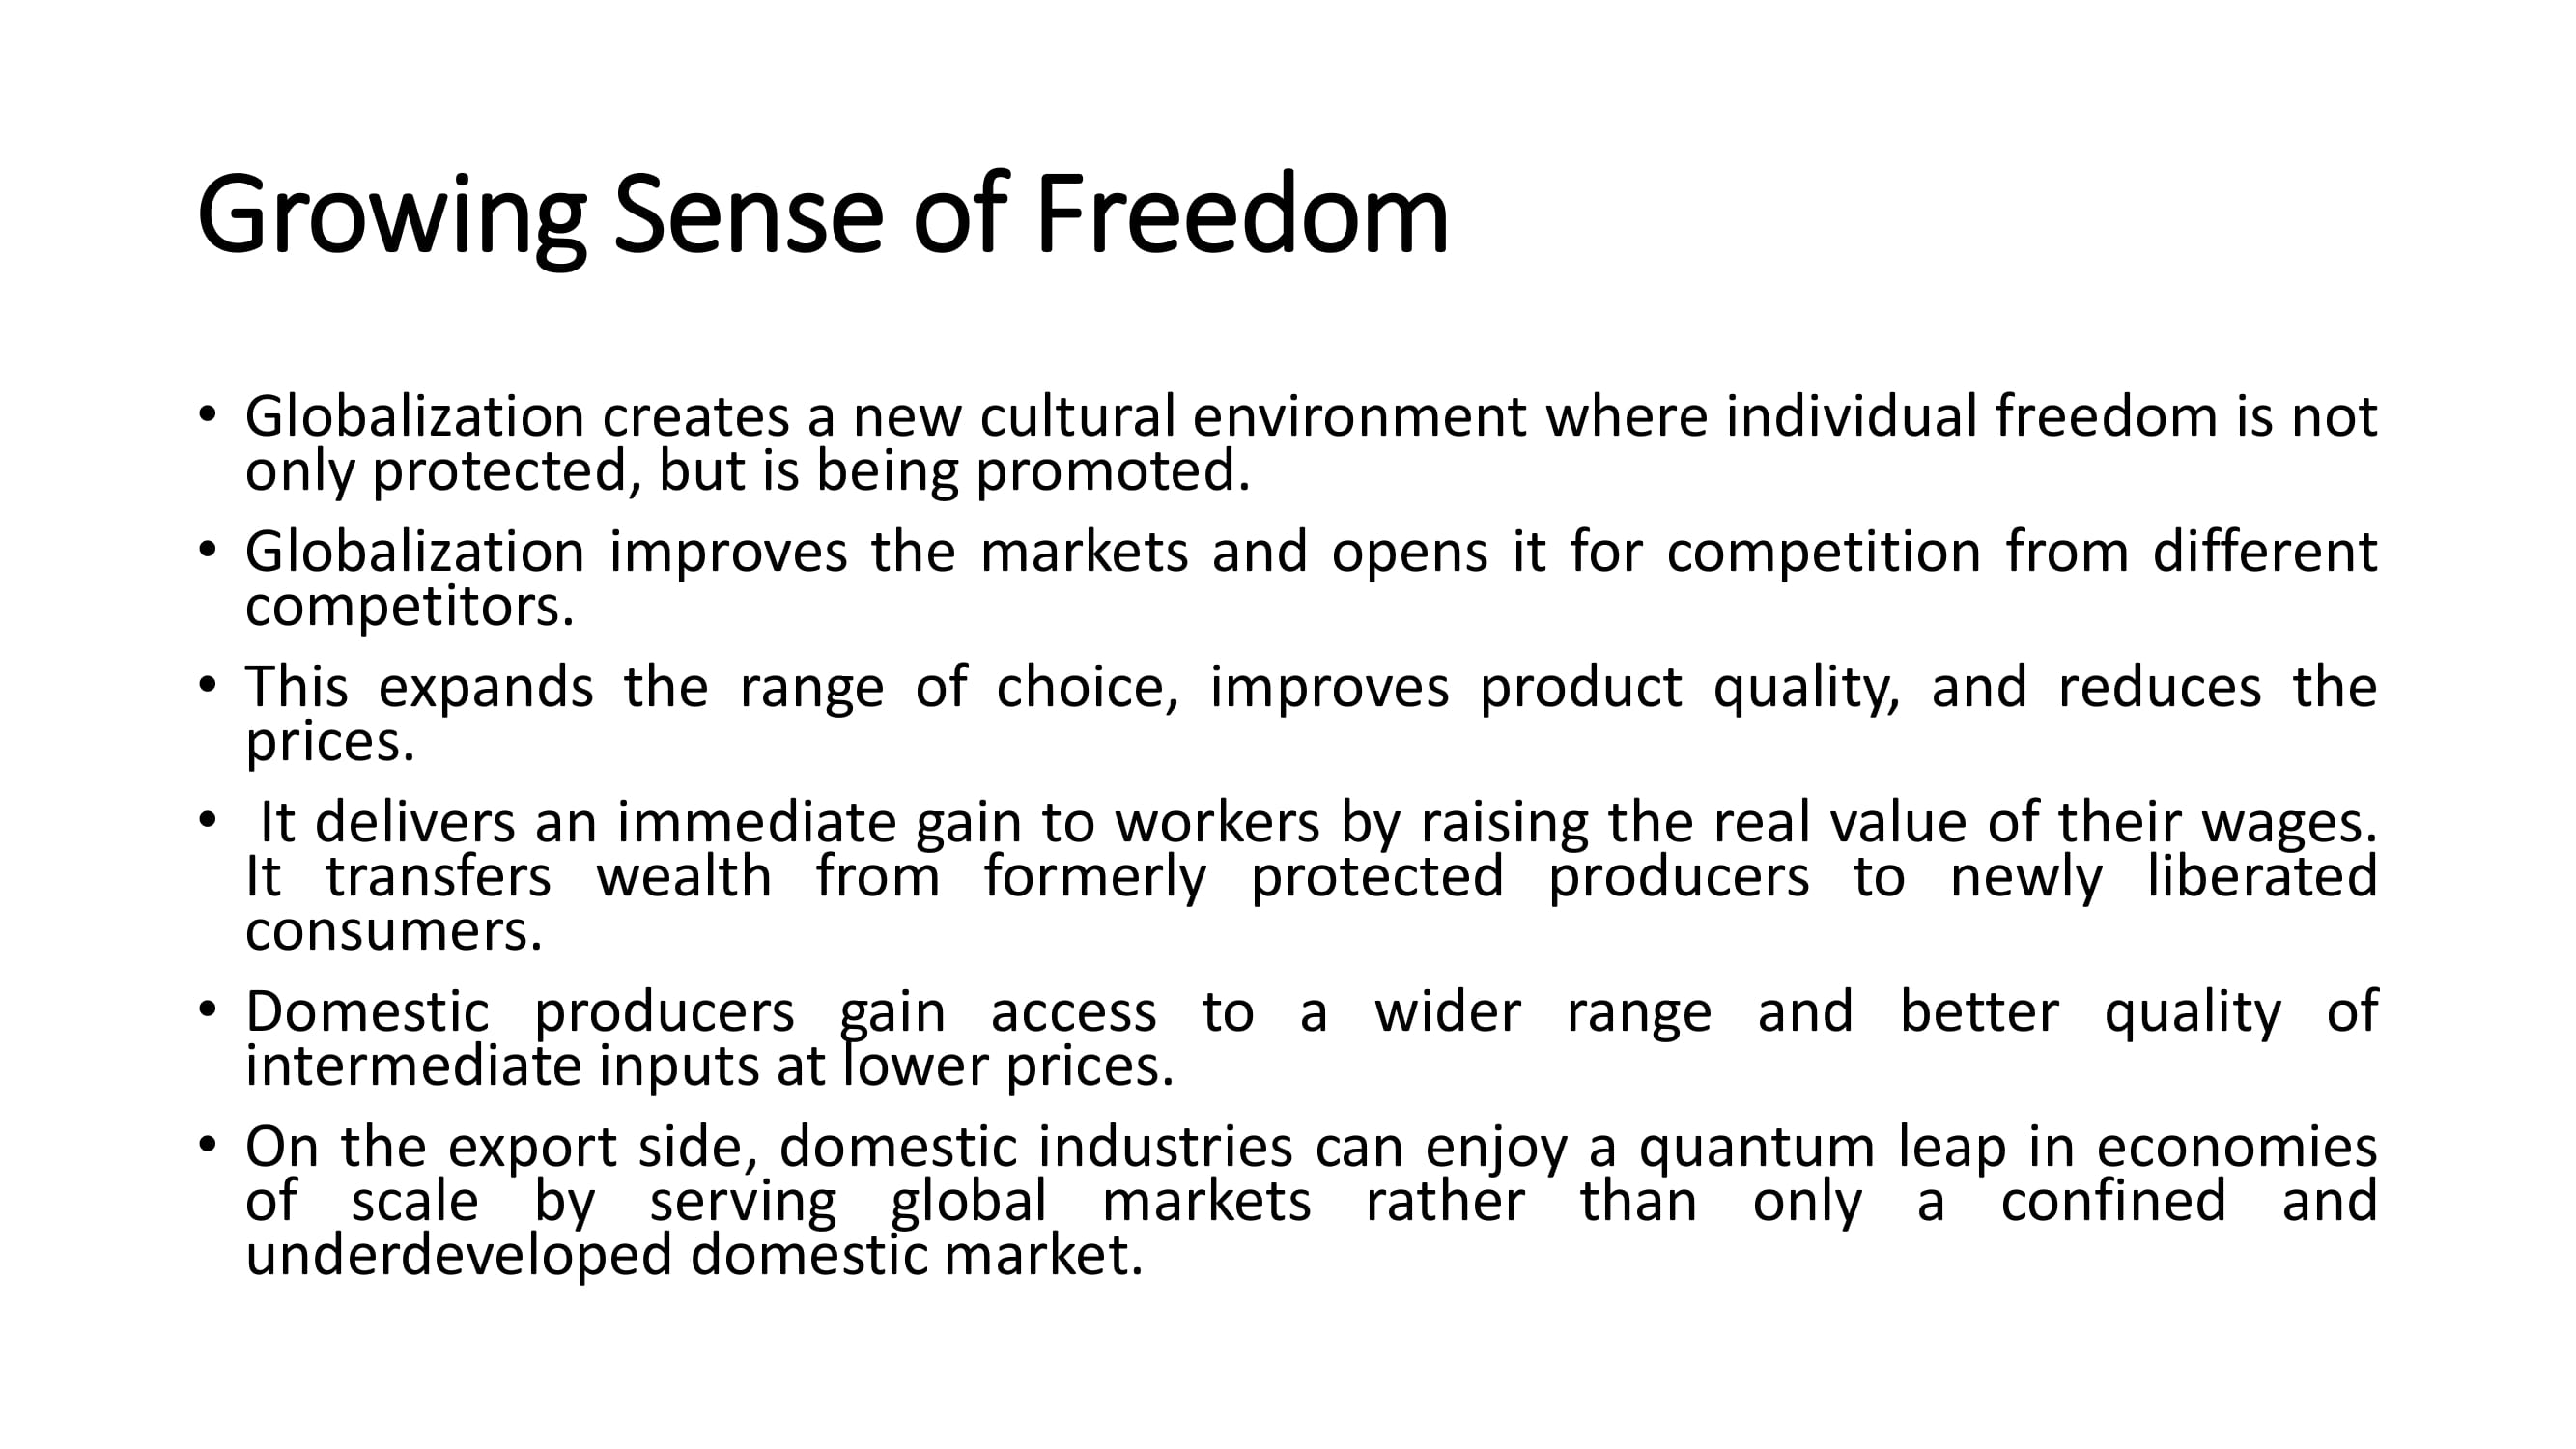 Growing Sense of Freedom
• Globalization creates a new cultural environment where individual freedom is not
only protected, but is being promoted.
• Globalization improves the markets and opens it for competition from different
competitors.
• This expands the range of choice, improves product quality, and reduces the
prices.
• It delivers an immediate gain to workers by raising the real value of their wages.
It transfers wealth from formerly protected producers to newly liberated
consumers.
• Domestic producers gain access to a wider range and better quality of
intermediate inputs at lower prices.
• On the export side, domestic industries can enjoy a quantum leap in economies
of scale by serving global markets rather than only a confined and
underdeveloped domestic market.